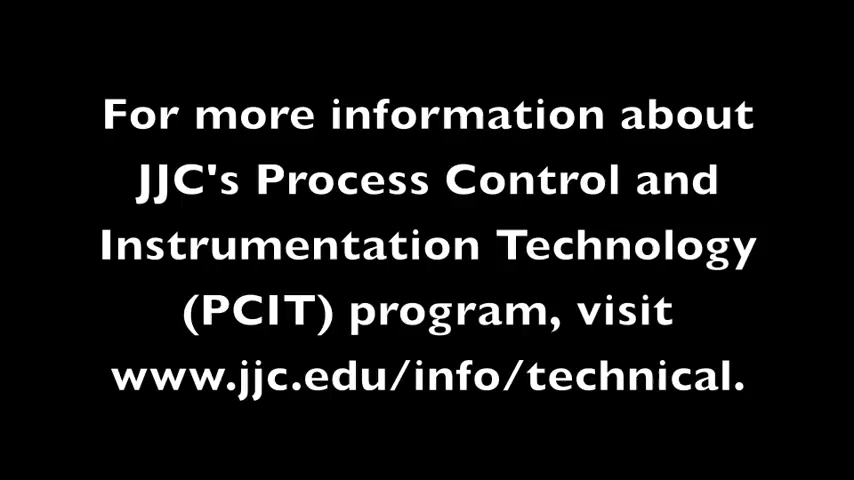 For more information about
JJC's Process Control and
Instrumentation Technology
(PCIT) program, visit
www.jjc.edu/info/technical.